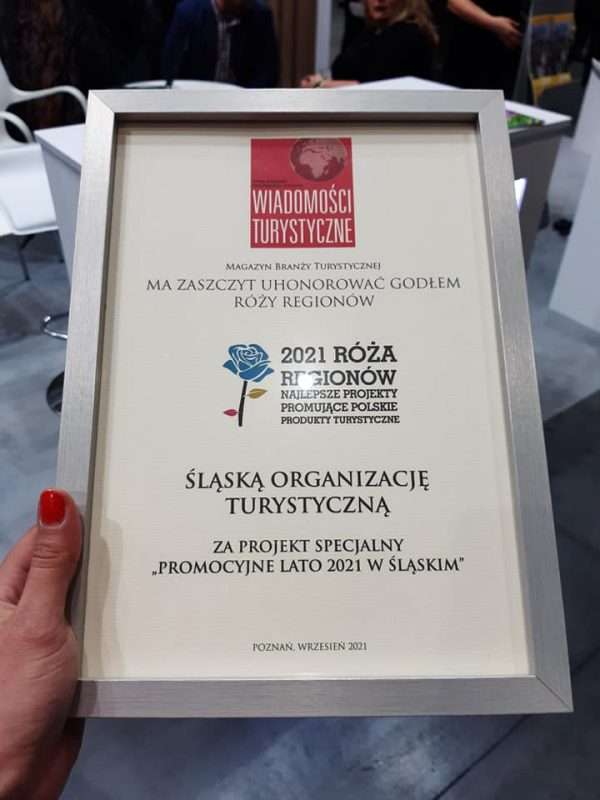 WIADOMOŚCI
TURYSTYCZNE
MAGAZYN BRANŻY TURYSTYCZNEJ
MA ZASZCZYT UHONOROWAĆ GODŁEM
RÓŻY REGIONÓW
2021 RÓŻA
REGIONÓW
NAJLEPSZE PROJEKTY
PROMUJĄCE POLSKIE
PRODUKTY TURYSTYCZNE
ŚLĄSKĄ ORGANIZACJĘ
TURYSTYCZNĄ
ZA PROJEKT SPECJALNY
„PROMOCYJNE LATO 2021 W ŚLĄSKIM”
POZNAŃ, WRZESIEŃ 2021